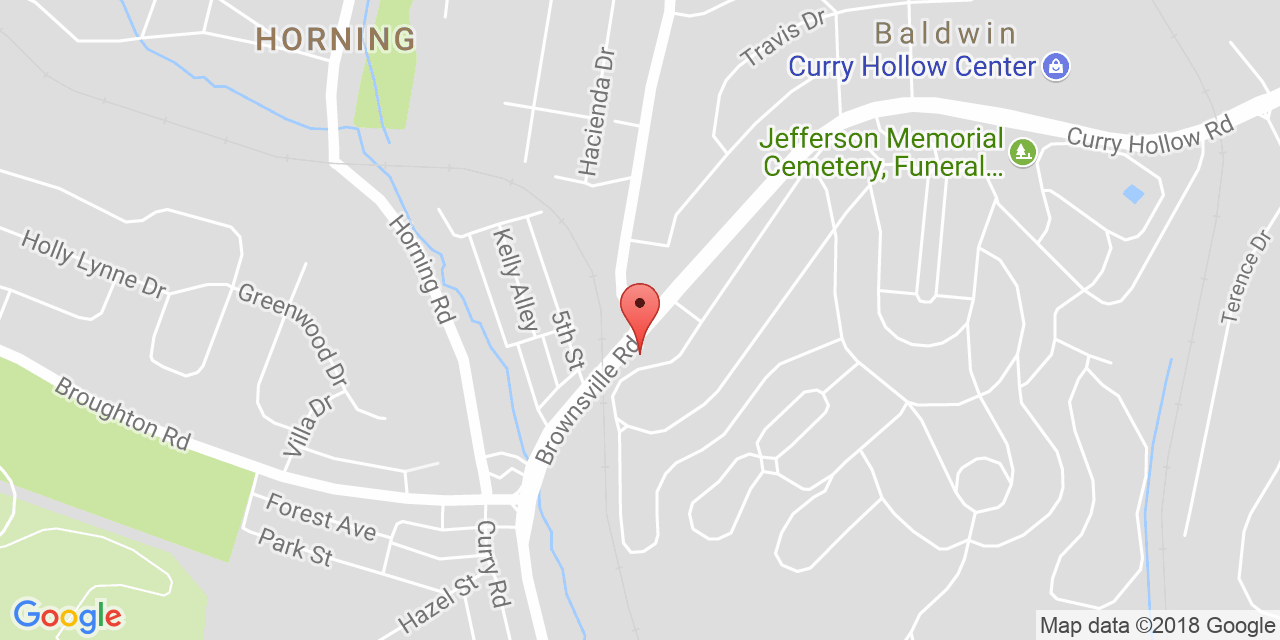 HORNING
Baldwin
Travis Dr
Curry Hollow Center
Hacienda Dr
Curry Hollow Rd
Jefferson Memorial
Cemetery, Funeral...
Horning Rd
Kelly Alley
5th St
Holly Lynne Dr
Greenwood Dr
Terence Dr
Brownsville Rd
Broughton Rd
Villa Dr
Forest Ave
Park St
Curry Rd
Hazel St
Google
Map data ©2018 Google